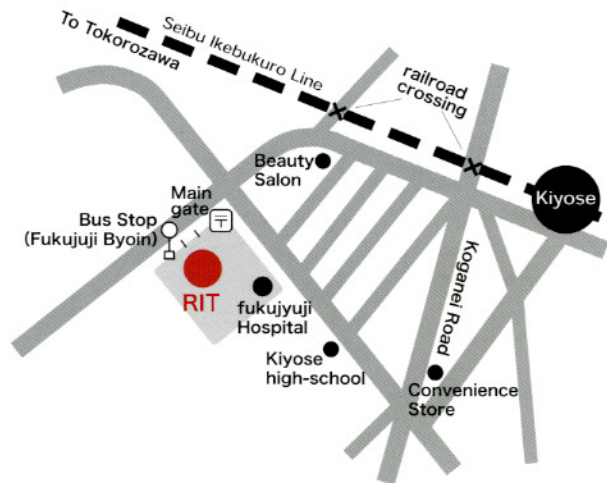 To Tokorozawa
Seibu Ikebukuro Line
railroad
crossing
Beauty
Salon
Kiyose
Main
gate
〒
Bus Stop
(Fukujuji Byoin)
RIT
fukujyuji
Hospital
Koganei Road
Kiyose
high-school
Convenience
Store